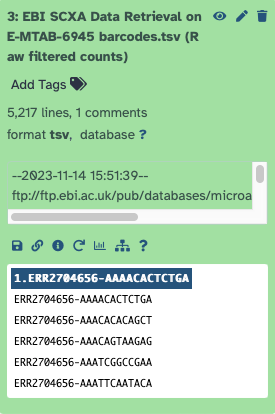 3: EBI SCXA Data Retrieval on
E-MTAB-6945 barcodes.tsv (R
aw filtered counts)
Add Tags
5,217 lines, 1 comments
format tsv, database ?
--2023-11-14 15:51:39--
ftp://ftp.ebi.ac.uk/pub/databases/microa
?
1.ERR2704656-AAAACACTCTGA
ERR2704656-AAAACACTCTGA
ERR2704656-AAACACACAGCT
ERR2704656-AAACAGTAAGAG
ERR2704656-AAATCGGCCGAA
ERR2704656-AAATTCAATACA